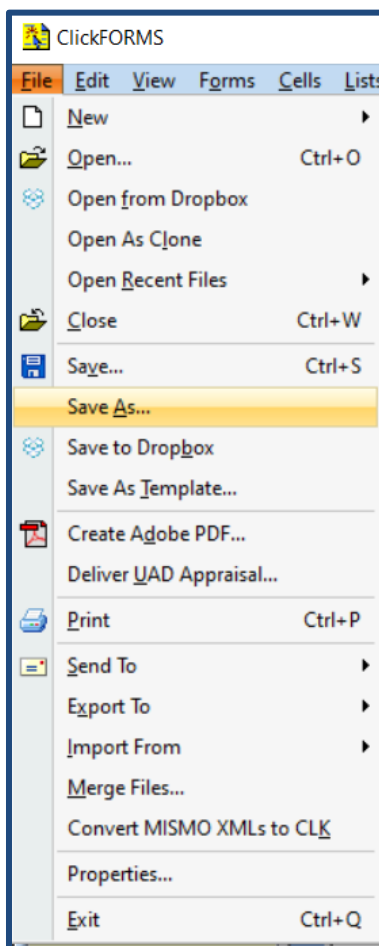 ClickFORMS
File Edit View Forms Cells Lists
New
Open... Ctrl+O
Open from Dropbox
Open As Clone
Open Recent Files
Close Ctrl+W
Save... Ctrl+S
Save As...
Save to Dropbox
Save As Template...
Create Adobe PDF...
Deliver UAD Appraisal...
Print Ctrl+P
Send To
Export To
Import From
Merge Files...
Convert MISMO XMLs to CLK
Properties...
Exit Ctrl+Q